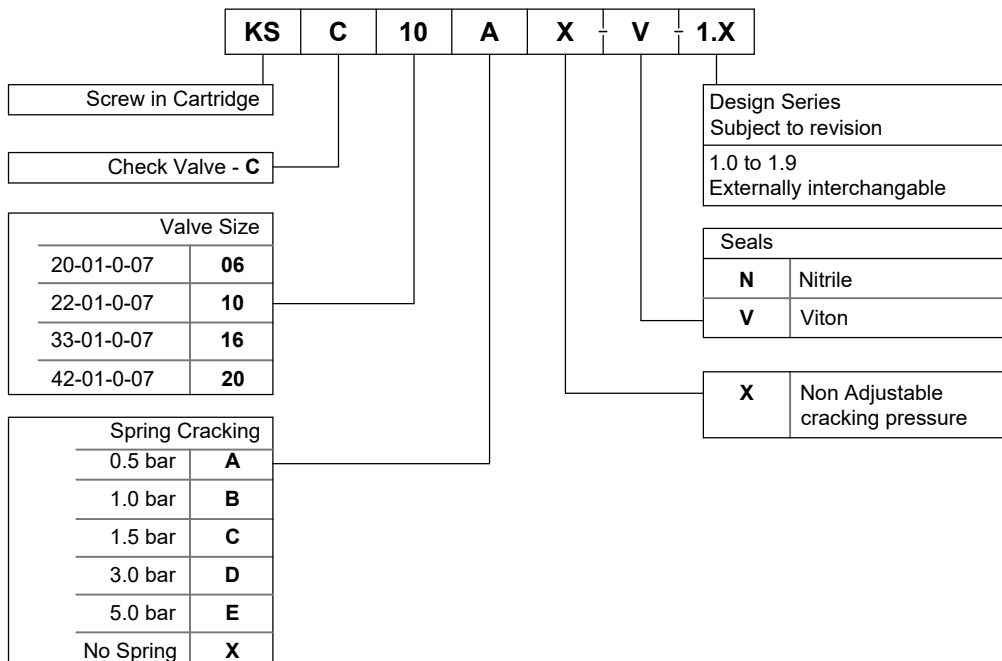 KS C 10 A X - V - 1.X
Screw in Cartridge
Check Valve - C
Valve Size
20-01-0-07 06
22-01-0-07 10
33-01-0-07 16
42-01-0-07 20
Spring Cracking
0.5 bar A
1.0 bar B
1.5 bar C
3.0 bar D
5.0 bar E
No Spring X
Design Series
Subject to revision
1.0 to 1.9
Externally interchangable
Seals
N Nitrile
V Viton
X Non Adjustable
cracking pressure